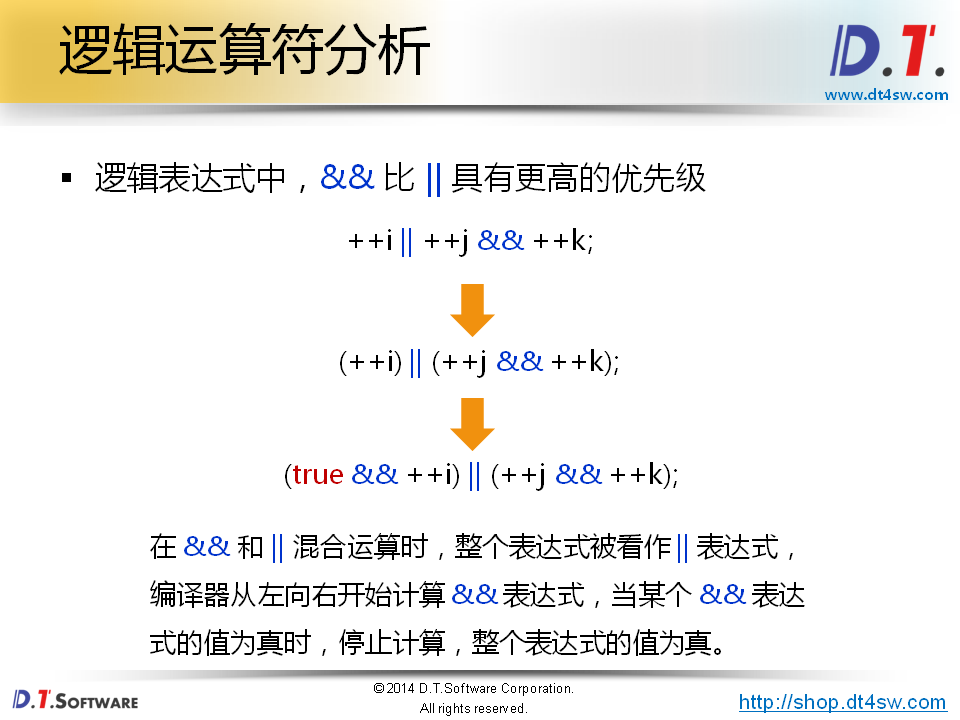 逻辑运算符分析
D.T.
www.dt4sw.com
▪ 逻辑表达式中，&& 比 || 具有更高的优先级
++i || ++j && ++k;
(++i) || (++j && ++k);
(true && ++i) || (++j && ++k);
在 && 和 || 混合运算时，整个表达式被看作 || 表达式，
编译器从左向右开始计算 && 表达式，当某个 && 表达
式的值为真时，停止计算，整个表达式的值为真。
D.T.SOFTWARE
©2014 D.T.Software Corporation.
All rights reserved.
http://shop.dt4sw.com